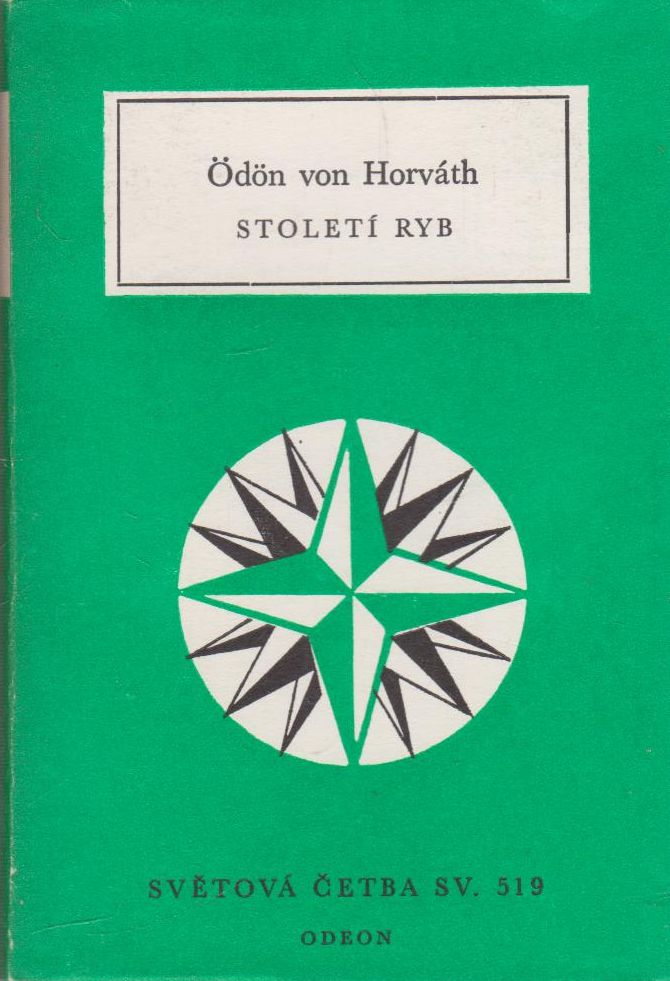 Ödön von Horváth
STOLETÍ RYB
SVĚTOVÁ ČETBA SV. 519
ODEON